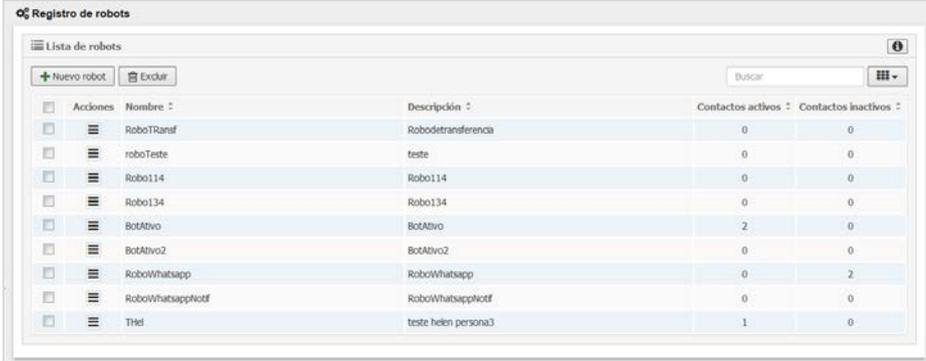 Registro de robots
Lista de robots
Nuevo robot Excluir Buscar
Acciones Nombre Descripción Contactos activos Contactos inactivos
RoboTRansf Robodetransferencia 0 0
roboTeste teste 0 0
Robo114 Robo114 0 0
Robo134 Robo134 0 0
BotAtivo BotAtivo 2 0
BotAtivo2 BotAtivo2 0 0
RoboWhatsapp RoboWhatsapp 0 2
RoboWhatsappNotif RoboWhatsappNotif 0 0
THel teste helen persona3 1 0